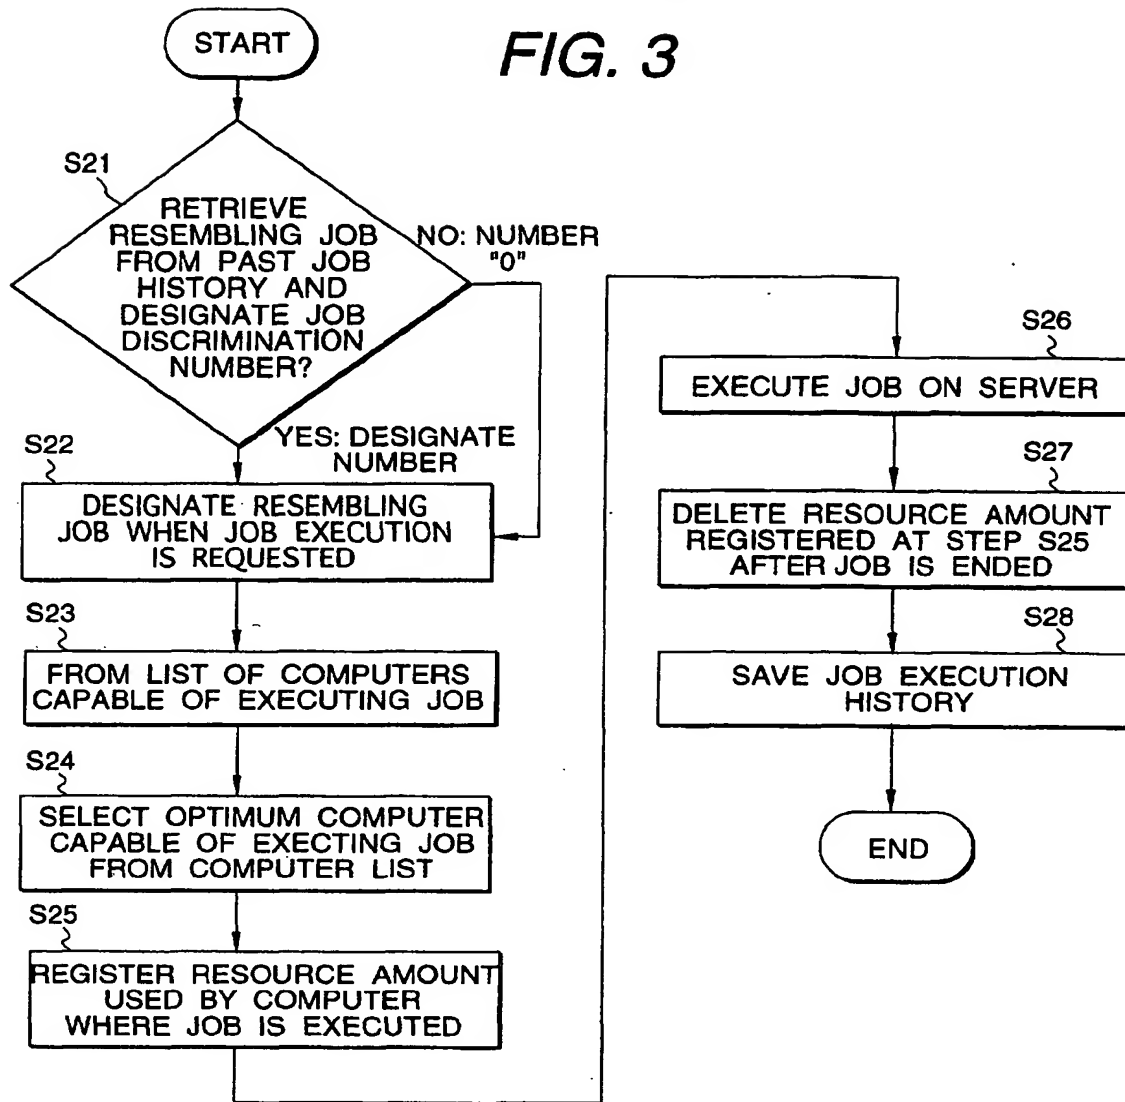 FIG. 3
START
S21
RETRIEVE
RESEMBLING JOB
FROM PAST JOB
HISTORY AND
DESIGNATE JOB
DISCRIMINATION
NUMBER?
NO: NUMBER
"0"
YES: DESIGNATE
NUMBER
S22
DESIGNATE RESEMBLING
JOB WHEN JOB EXECUTION
IS REQUESTED
S23
FROM LIST OF COMPUTERS
CAPABLE OF EXECUTING JOB
S24
SELECT OPTIMUM COMPUTER
CAPABLE OF EXECTING JOB
FROM COMPUTER LIST
S25
REGISTER RESOURCE AMOUNT
USED BY COMPUTER
WHERE JOB IS EXECUTED
S26
EXECUTE JOB ON SERVER
S27
DELETE RESOURCE AMOUNT
REGISTERED AT STEP S25
AFTER JOB IS ENDED
S28
SAVE JOB EXECUTION
HISTORY
END